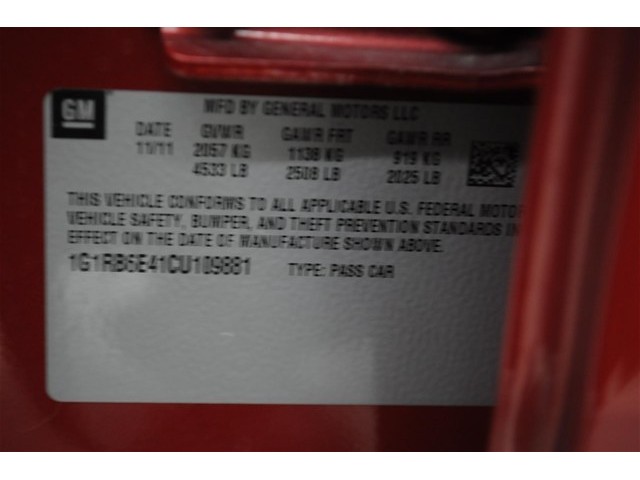 GM
MFD BY GENERAL MOTORS LLC
DATE GVWR GAWR FRT GAWR RR
11/11 2057 KG 1138 KG 919 KG
4533 LB 2508 LB 2025 LB
THIS VEHICLE CONFORMS TO ALL APPLICABLE U.S. FEDERAL MOTO
VEHICLE SAFETY, BUMPER, AND THEFT PREVENTION STANDARDS IN
EFFECT ON THE DATE OF MANUFACTURE SHOWN ABOVE.
1G1RB6E41CU109881 TYPE: PASS CAR